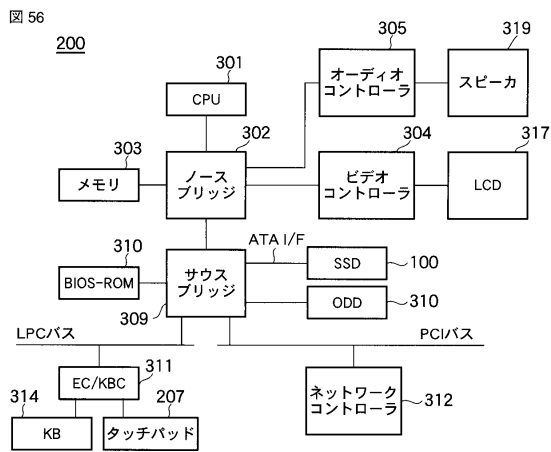 図 56
200
301
CPU
302
ノース
ブリッジ
303
メモリ
305
オーディオ
コントローラ
319
スピーカ
304
ビデオ
コントローラ
317
LCD
310
BIOS-ROM
サウス
ブリッジ
309
ATA I/F
SSD
100
ODD
310
LPCバス
PCIバス
EC/KBC
311
314
KB
207
タッチパッド
ネットワーク
コントローラ
312